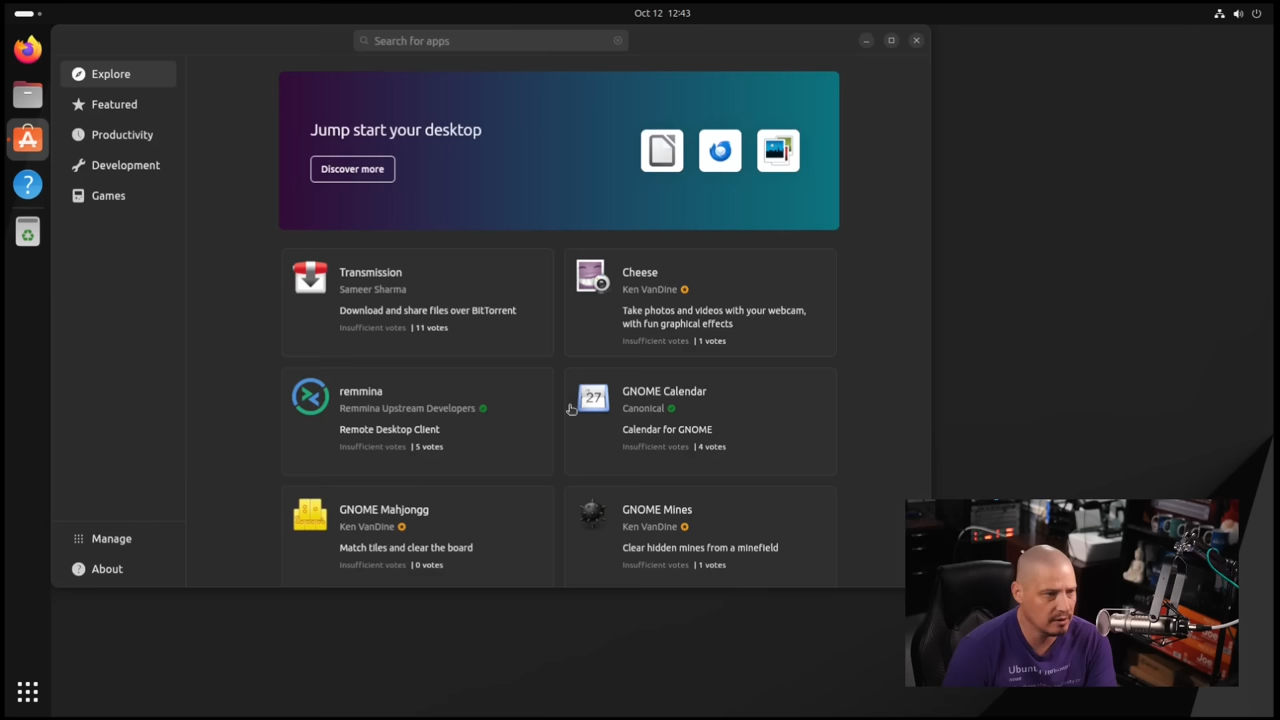 Oct 12 12:43
Search for apps
Explore
Featured
Productivity
Development
Games
Manage
About
Jump start your desktop
Discover more
Transmission
Sameer Sharma
Download and share files over BitTorrent
Insufficient votes | 11 votes
Cheese
Ken VanDine
Take photos and videos with your webcam,
with fun graphical effects
Insufficient votes | 1 votes
remmina
Remmina Upstream Developers
Remote Desktop Client
Insufficient votes | 5 votes
27
GNOME Calendar
Canonical
Calendar for GNOME
Insufficient votes | 4 votes
GNOME Mahjongg
Ken VanDine
Match tiles and clear the board
Insufficient votes | 0 votes
GNOME Mines
Ken VanDine
Clear hidden mines from a minefield
Insufficient votes | 1 votes